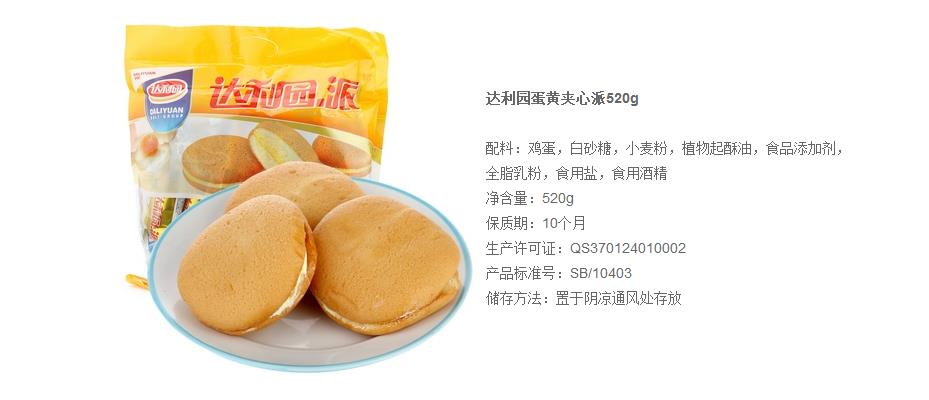 达利园
DALIYUAN
达利园派
达利园蛋黄夹心派520g
配料：鸡蛋，白砂糖，小麦粉，植物起酥油，食品添加剂，
全脂乳粉，食用盐，食用酒精
净含量：520g
保质期：10个月
生产许可证：QS370124010002
产品标准号：SB/10403
储存方法：置于阴凉通风处存放